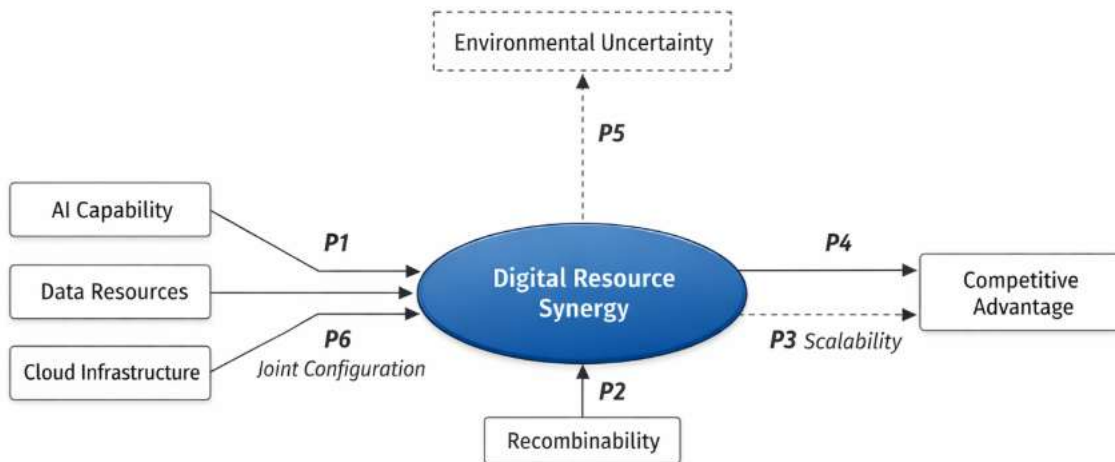 Environmental Uncertainty
P5
AI Capability
P1
P4
Data Resources
Digital Resource
Synergy
Competitive
Advantage
Cloud Infrastructure
P6
Joint Configuration
P3 Scalability
P2
Recombinability